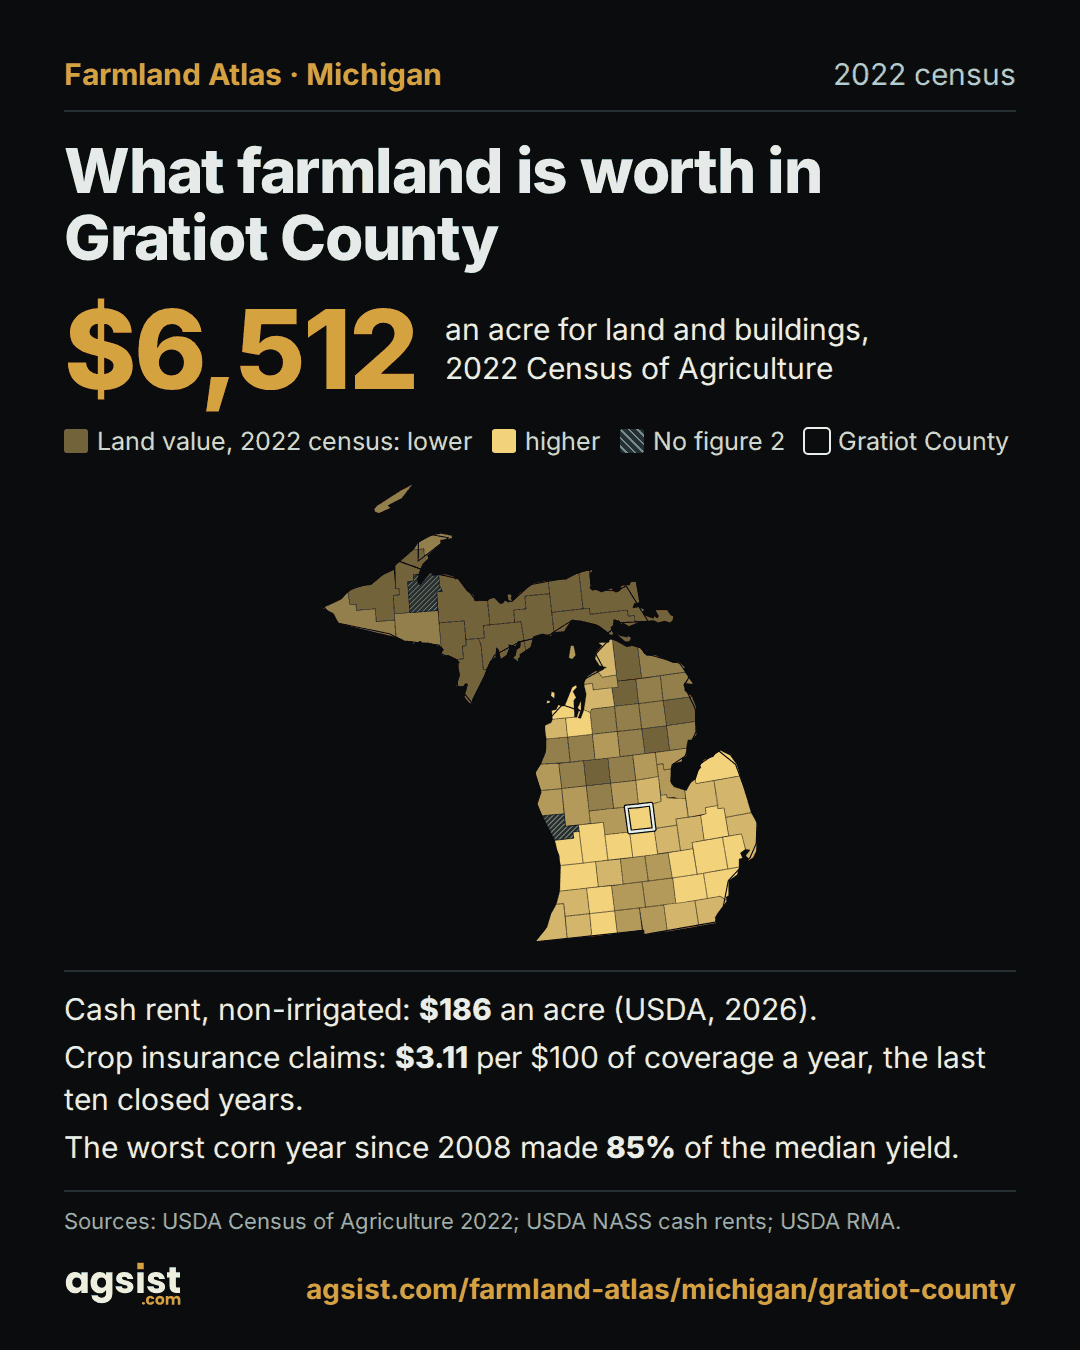 Farmland Atlas · Michigan
2022 census
What farmland is worth in
Gratiot County
$6,512
an acre for land and buildings,
2022 Census of Agriculture
Land value, 2022 census: lower
higher
No figure 2
Gratiot County
Cash rent, non-irrigated: $186 an acre (USDA, 2026).
Crop insurance claims: $3.11 per $100 of coverage a year, the last
ten closed years.
The worst corn year since 2008 made 85% of the median yield.
Sources: USDA Census of Agriculture 2022; USDA NASS cash rents; USDA RMA.
agsist
.com
agsist.com/farmland-atlas/michigan/gratiot-county